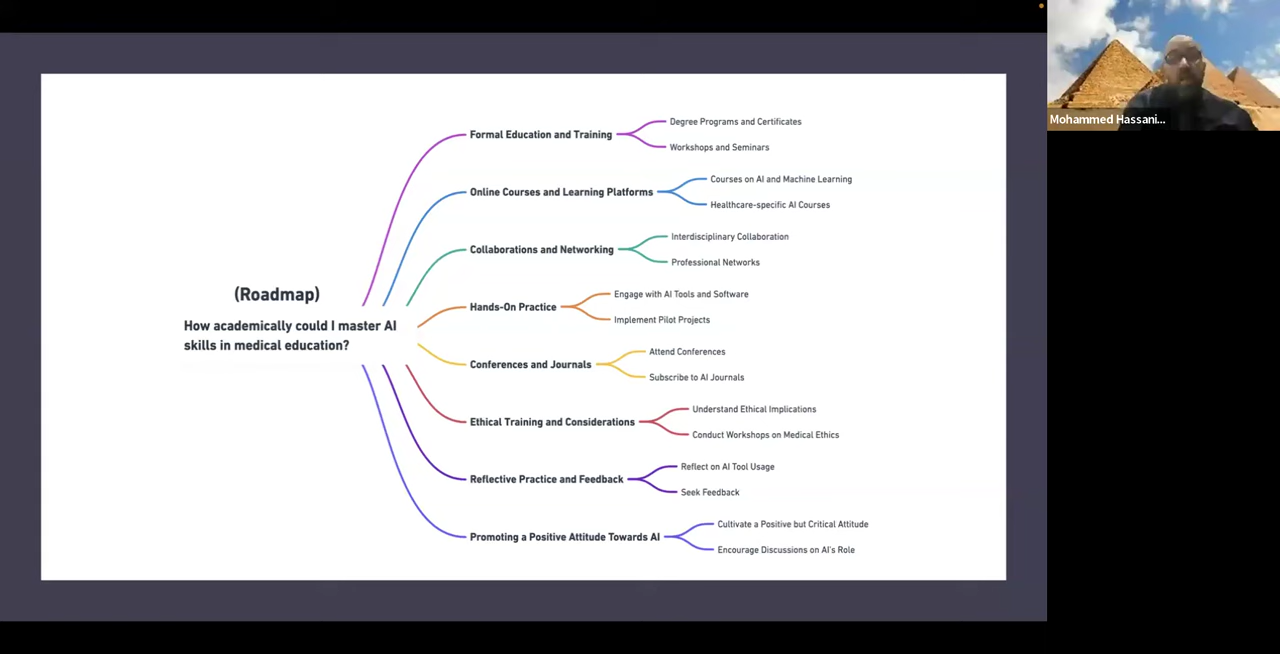 (Roadmap)
How academically could I master AI
skills in medical education?
Formal Education and Training
Degree Programs and Certificates
Workshops and Seminars
Online Courses and Learning Platforms
Courses on AI and Machine Learning
Healthcare-specific AI Courses
Collaborations and Networking
Interdisciplinary Collaboration
Professional Networks
Hands-On Practice
Engage with AI Tools and Software
Implement Pilot Projects
Conferences and Journals
Attend Conferences
Subscribe to AI Journals
Ethical Training and Considerations
Understand Ethical Implications
Conduct Workshops on Medical Ethics
Reflective Practice and Feedback
Reflect on AI Tool Usage
Seek Feedback
Promoting a Positive Attitude Towards AI
Cultivate a Positive but Critical Attitude
Encourage Discussions on AI's Role
Mohammed Hassani...